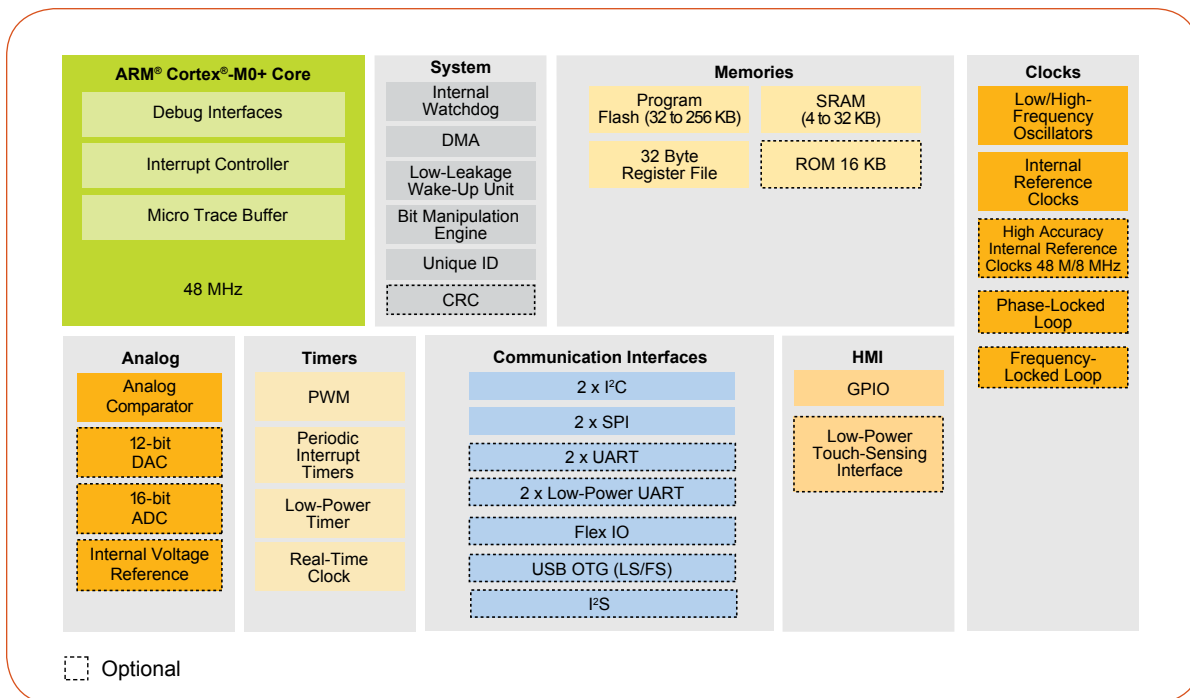 ARM® Cortex®-M0+ Core
Debug Interfaces
Interrupt Controller
Micro Trace Buffer
48 MHz
System
Internal
Watchdog
DMA
Low-Leakage
Wake-Up Unit
Bit Manipulation
Engine
Unique ID
CRC
Memories
Program
Flash (32 to 256 KB)
SRAM
(4 to 32 KB)
32 Byte
Register File
ROM 16 KB
Clocks
Low/High-
Frequency
Oscillators
Internal
Reference
Clocks
High Accuracy
Internal Reference
Clocks 48 M/8 MHz
Phase-Locked
Loop
Frequency-
Locked Loop
Analog
Analog
Comparator
12-bit
DAC
16-bit
ADC
Internal Voltage
Reference
Timers
PWM
Periodic
Interrupt
Timers
Low-Power
Timer
Real-Time
Clock
Communication Interfaces
2 x I²C
2 x SPI
2 x UART
2 x Low-Power UART
Flex IO
USB OTG (LS/FS)
I²S
HMI
GPIO
Low-Power
Touch-Sensing
Interface
Optional